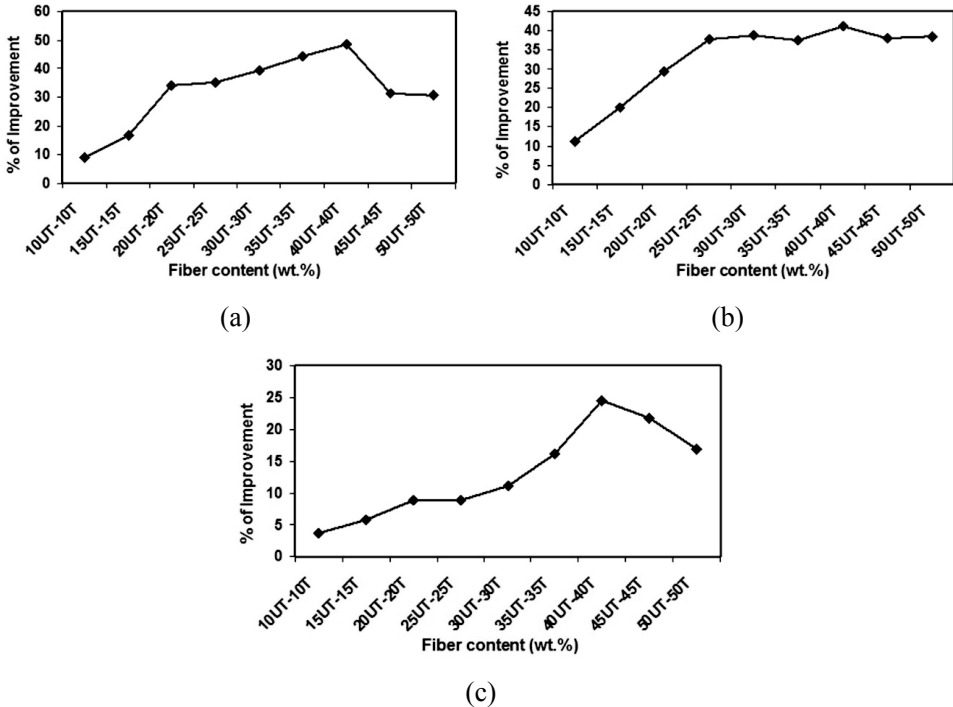 60
50
40
30
20
10
0
% of Improvement
10UT-10T
15UT-15T
20UT-20T
25UT-25T
30UT-30T
35UT-35T
40UT-40T
45UT-45T
50UT-50T
Fiber content (wt.%)
(a)
45
40
35
30
25
20
15
10
5
0
% of Improvement
10UT-10T
15UT-15T
20UT-20T
25UT-25T
30UT-30T
35UT-35T
40UT-40T
45UT-45T
50UT-50T
Fiber content (wt.%)
(b)
30
25
20
15
10
5
0
% of Improvement
10UT-10T
15UT-15T
20UT-20T
25UT-25T
30UT-30T
35UT-35T
40UT-40T
45UT-45T
50UT-50T
Fiber content (wt.%)
(c)